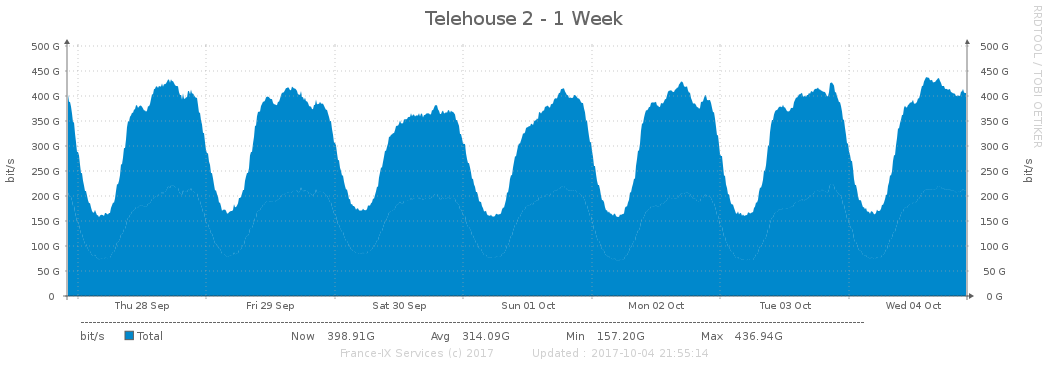 Telehouse 2 - 1 Week
RRDTOOL / TOBI OETIKER
500 G 500 G
450 G 450 G
400 G 400 G
350 G 350 G
300 G 300 G
250 G 250 G
200 G 200 G
150 G 150 G
100 G 100 G
50 G 50 G
0 0 G
bit/s bit/s
Thu 28 Sep Fri 29 Sep Sat 30 Sep Sun 01 Oct Mon 02 Oct Tue 03 Oct Wed 04 Oct
bit/s Total Now 398.91G Avg 314.09G Min 157.20G Max 436.94G
France-IX Services (c) 2017 Updated : 2017-10-04 21:55:14